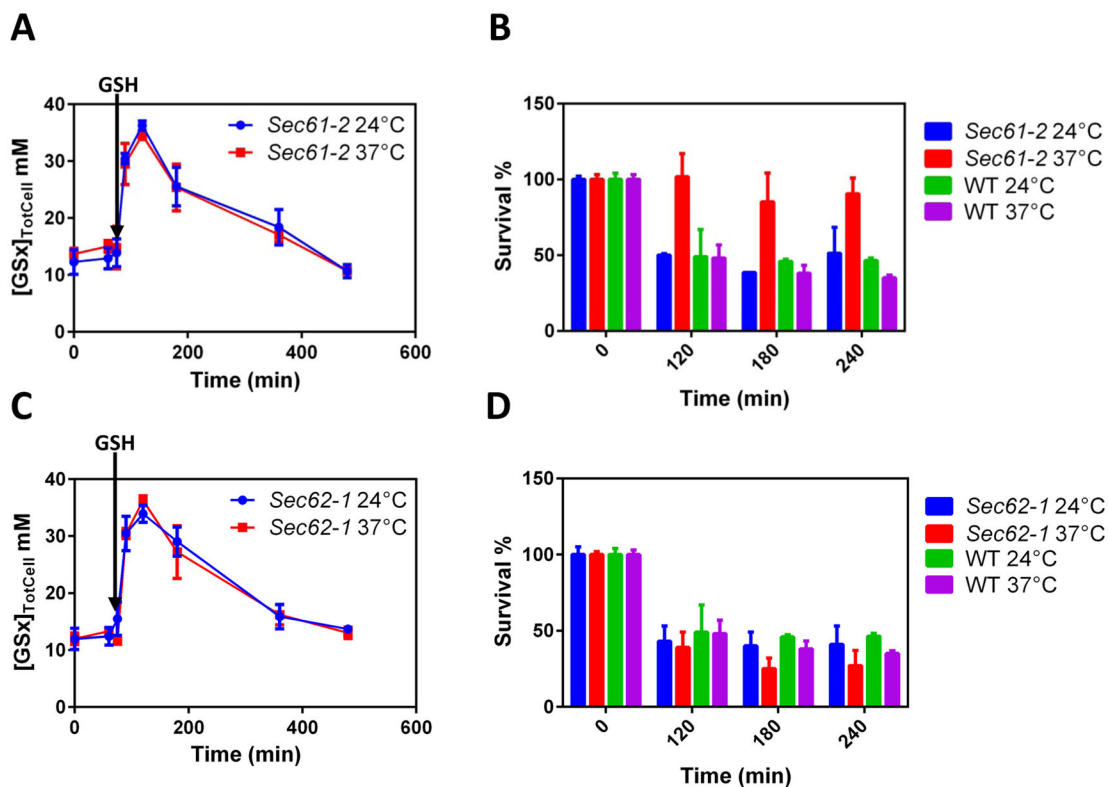 A
GSH
[GSx]TotCell mM
40
30
20
10
0
0
200
400
600
Time (min)
Sec61-2 24°C
Sec61-2 37°C
B
Survival %
150
100
50
0
0
120
180
240
Time (min)
Sec61-2 24°C
Sec61-2 37°C
WT 24°C
WT 37°C
C
GSH
[GSx]TotCell mM
40
30
20
10
0
0
200
400
600
Time (min)
Sec62-1 24°C
Sec62-1 37°C
D
Survival %
150
100
50
0
0
120
180
240
Time (min)
Sec62-1 24°C
Sec62-1 37°C
WT 24°C
WT 37°C